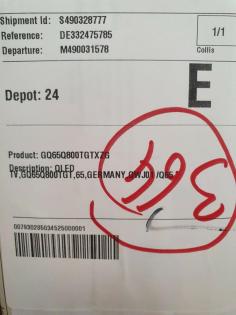 Shipment Id: S490328777
Reference: DE332475785
Departure: M490031578
1/1
Collis
E
Depot: 24
Product: GQ65Q800TGTXZG
Description: QLED
TV,GQ65Q800TGT,65,GERMANY,